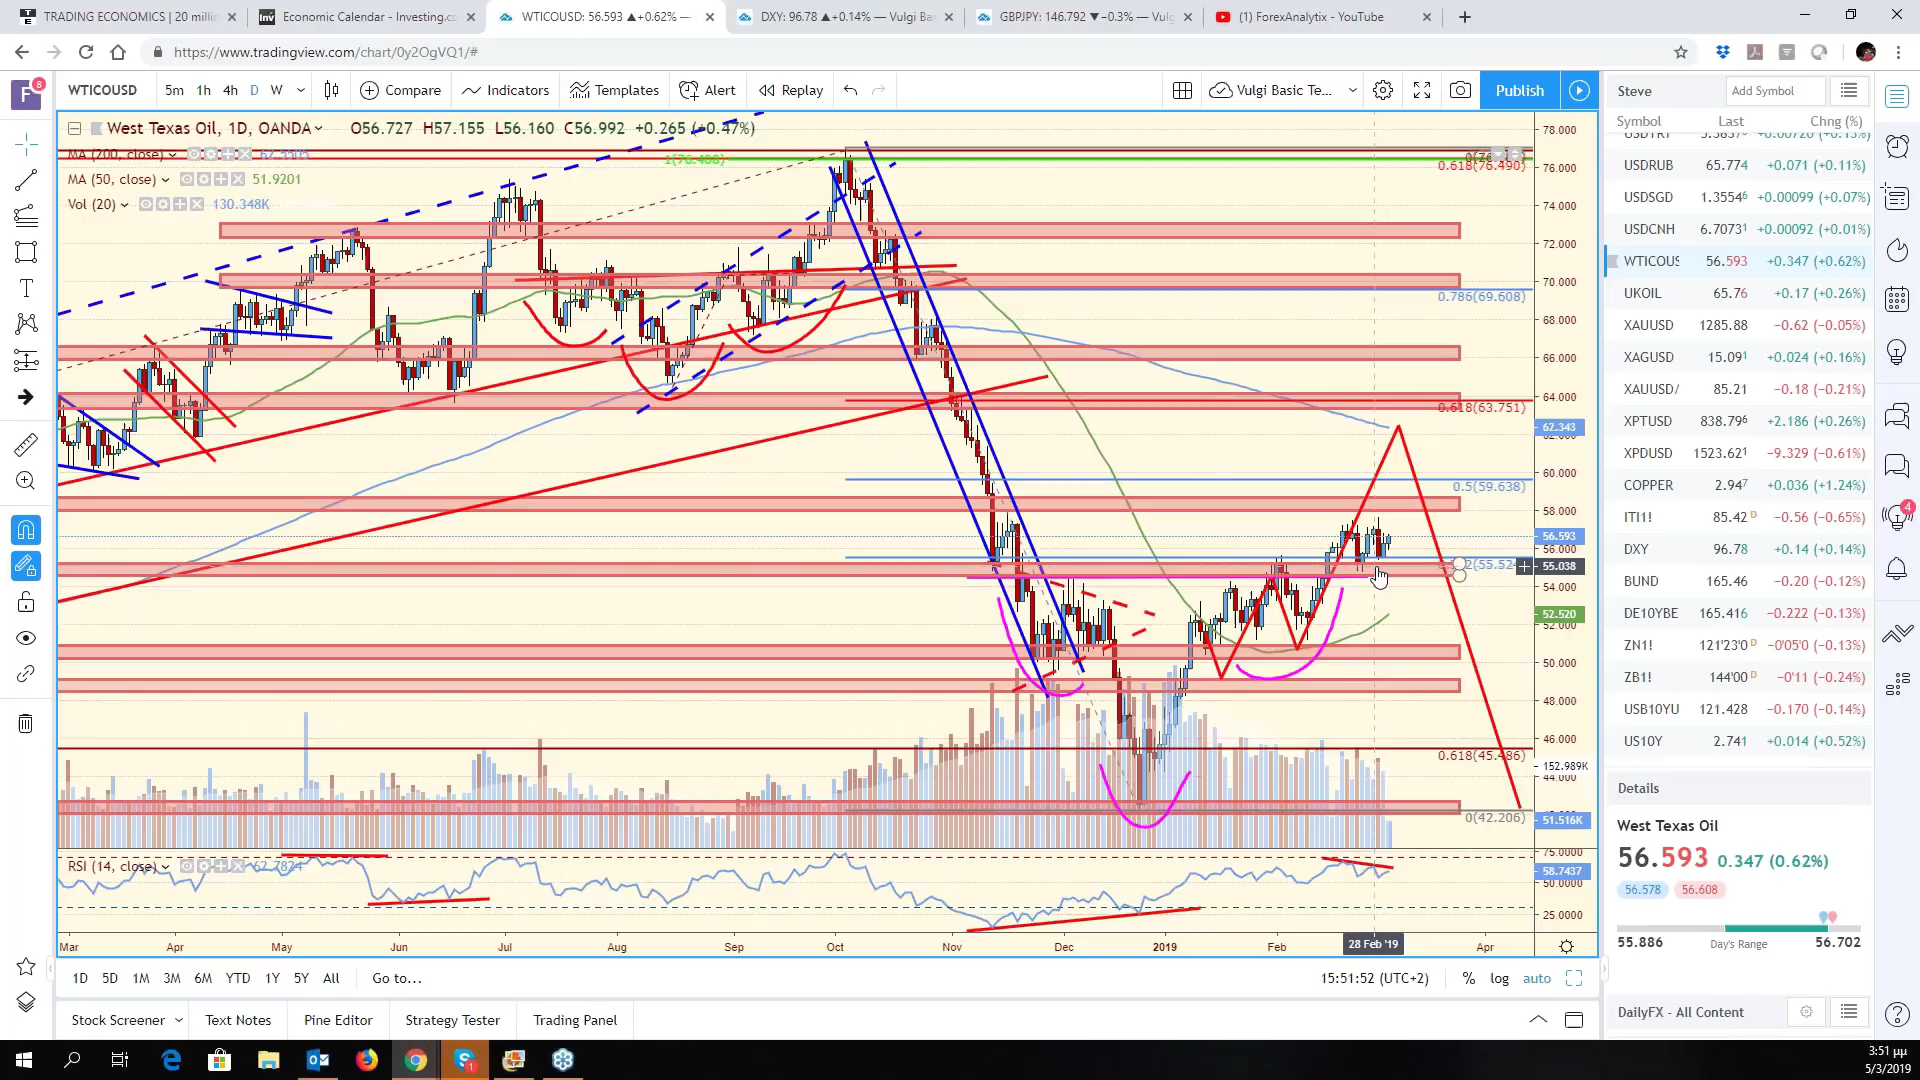 TRADING ECONOMICS | 20 milli
Economic Calendar - Investing.co
WTICOUSD: 56.593 ▲+0.62% —
DXY: 96.78 ▲+0.14% — Vulgi Ba
GBPJPY: 146.792 ▼−0.3% — Vulg
(1) ForexAnalytix - YouTube
https://www.tradingview.com/chart/0y2OgVQ1/#
F 8
WTICOUSD 5m 1h 4h D W Compare Indicators Templates Alert Replay Vulgi Basic Te... Publish
West Texas Oil, 1D, OANDA O56.727 H57.155 L56.160 C56.992 +0.265 (+0.47%)
MA (200, close)
MA (50, close) 51.9201
Vol (20) 130.348K
1(76.408)
0.618(76.490)
0.786(69.608)
0.618(63.751)
0.5(59.638)
0.618(45.486)
0(42.206)
78.000
76.000
74.000
72.000
70.000
68.000
66.000
64.000
62.343
62.000
60.000
58.000
56.593
56.000
55.038
54.000
52.520
52.000
50.000
48.000
46.000
152.989K
44.000
51.516K
RSI (14, close) 62.7824
75.0000
58.7437
50.0000
25.0000
Mar Apr May Jun Jul Aug Sep Oct Nov Dec 2019 Feb 28 Feb '19 Apr
1D 5D 1M 3M 6M YTD 1Y 5Y All Go to... 15:51:52 (UTC+2) % log auto
Stock Screener Text Notes Pine Editor Strategy Tester Trading Panel
Steve Add Symbol
Symbol Last Chng (%)
USDRUB 65.774 +0.071 (+0.11%)
USDSGD 1.35546 +0.00099 (+0.07%)
USDCNH 6.70731 +0.00092 (+0.01%)
WTICOUS 56.593 +0.347 (+0.62%)
UKOIL 65.76 +0.17 (+0.26%)
XAUUSD 1285.88 −0.62 (−0.05%)
XAGUSD 15.091 +0.024 (+0.16%)
XAUUSD/ 85.21 −0.18 (−0.21%)
XPTUSD 838.796 +2.186 (+0.26%)
XPDUSD 1523.621 −9.329 (−0.61%)
COPPER 2.947 +0.036 (+1.24%)
ITI1! 85.42 D −0.56 (−0.65%)
DXY 96.78 +0.14 (+0.14%)
BUND 165.46 −0.20 (−0.12%)
DE10YBE 165.416 −0.222 (−0.13%)
ZN1! 121'23'0 D −0'05'0 (−0.13%)
ZB1! 144'00 D −0'11 (−0.24%)
USB10YU 121.428 −0.170 (−0.14%)
US10Y 2.741 +0.014 (+0.52%)
4
Details
West Texas Oil
56.593 0.347 (0.62%)
56.578 56.608
55.886 Day's Range 56.702
DailyFX - All Content
3:51 μμ
5/3/2019